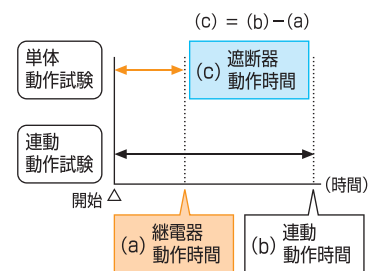 (c) = (b)-(a)
単体
動作試験
(c) 遮断器
動作時間
連動
動作試験
開始
(時間)
(a) 継電器
動作時間
(b) 連動
動作時間